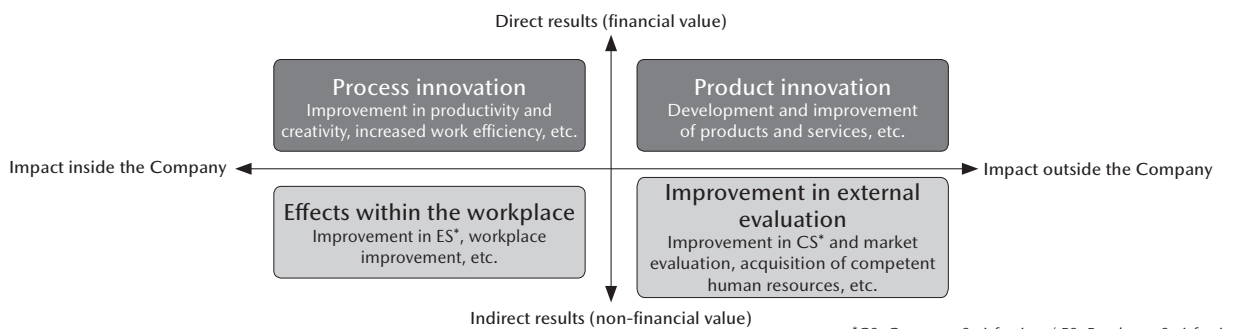 Direct results (financial value)
Process innovation
Improvement in productivity and
creativity, increased work efficiency, etc.
Product innovation
Development and improvement
of products and services, etc.
Impact inside the Company
Impact outside the Company
Effects within the workplace
Improvement in ES*, workplace
improvement, etc.
Improvement in external
evaluation
Improvement in CS* and market
evaluation, acquisition of competent
human resources, etc.
Indirect results (non-financial value)